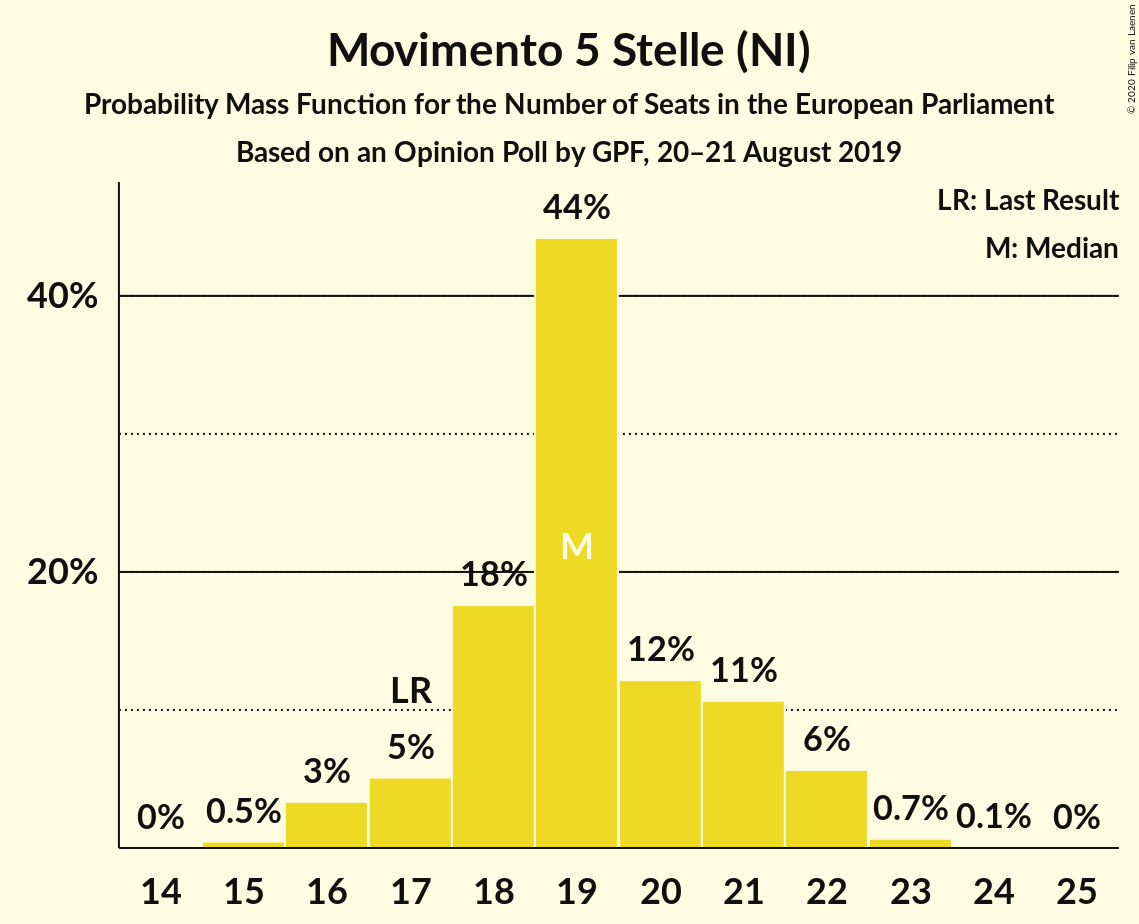 Movimento 5 Stelle (NI)
Probability Mass Function for the Number of Seats in the European Parliament
Based on an Opinion Poll by GPF, 20–21 August 2019
© 2020 Filip van Laenen
LR: Last Result
M: Median
44%
40%
M
20%
18%
12%
11%
LR
5%
6%
3%
0%
0.5%
0.7%
0.1%
0%
14 15 16 17 18 19 20 21 22 23 24 25